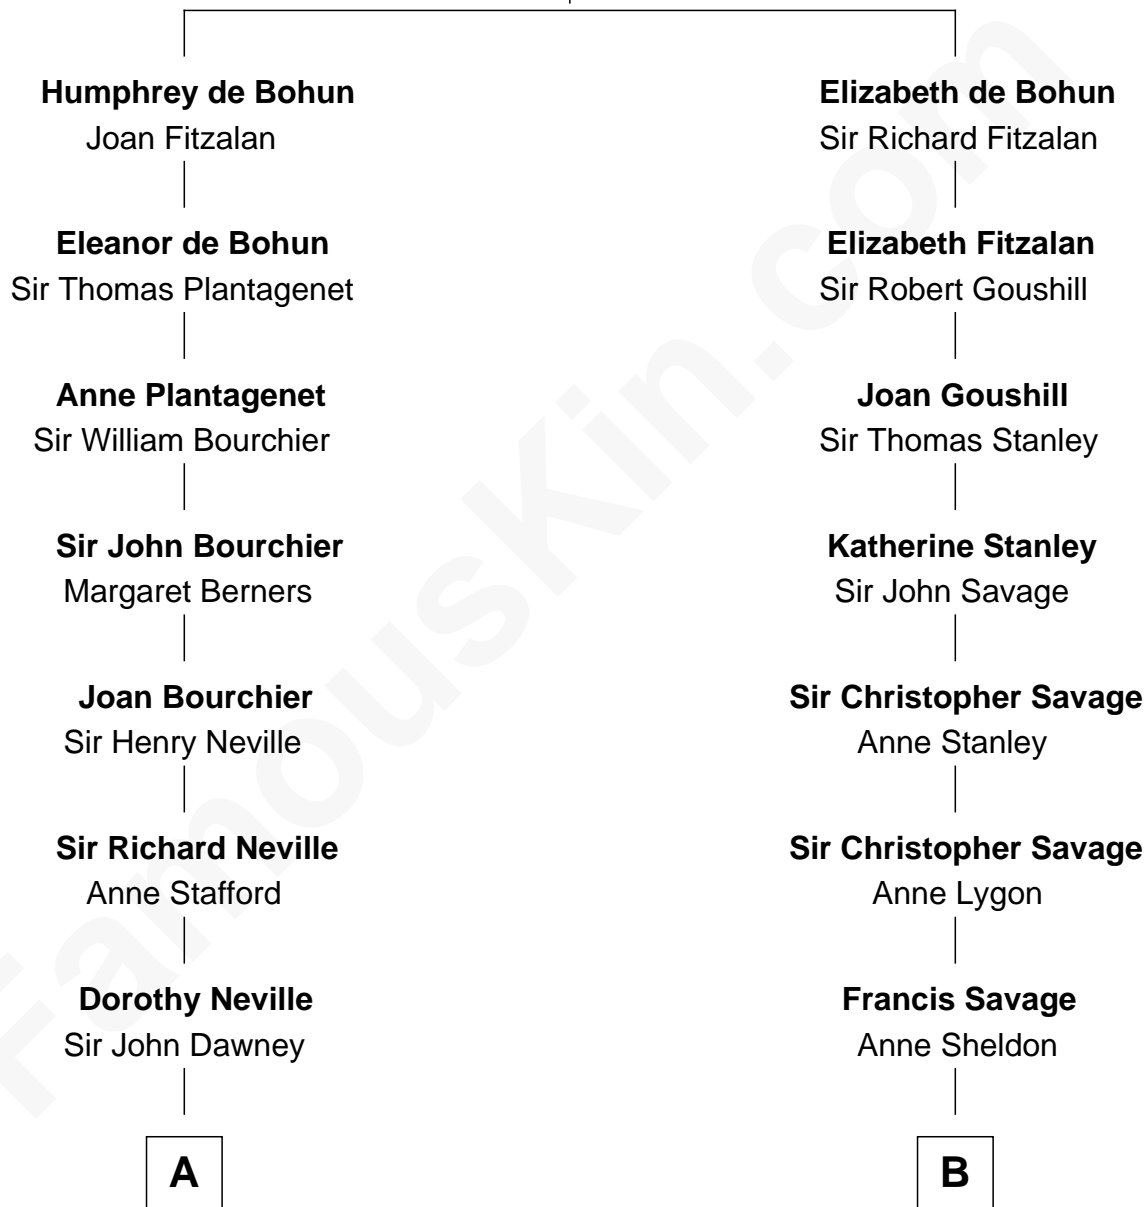 Humphrey de Bohun
Joan Fitzalan
Eleanor de Bohun
Sir Thomas Plantagenet
Anne Plantagenet
Sir William Bourchier
Sir John Bourchier
Margaret Berners
Joan Bourchier
Sir Henry Neville
Sir Richard Neville
Anne Stafford
Dorothy Neville
Sir John Dawney
A
Elizabeth de Bohun
Sir Richard Fitzalan
Elizabeth Fitzalan
Sir Robert Goushill
Joan Goushill
Sir Thomas Stanley
Katherine Stanley
Sir John Savage
Sir Christopher Savage
Anne Stanley
Sir Christopher Savage
Anne Lygon
Francis Savage
Anne Sheldon
B
FamousKin.com